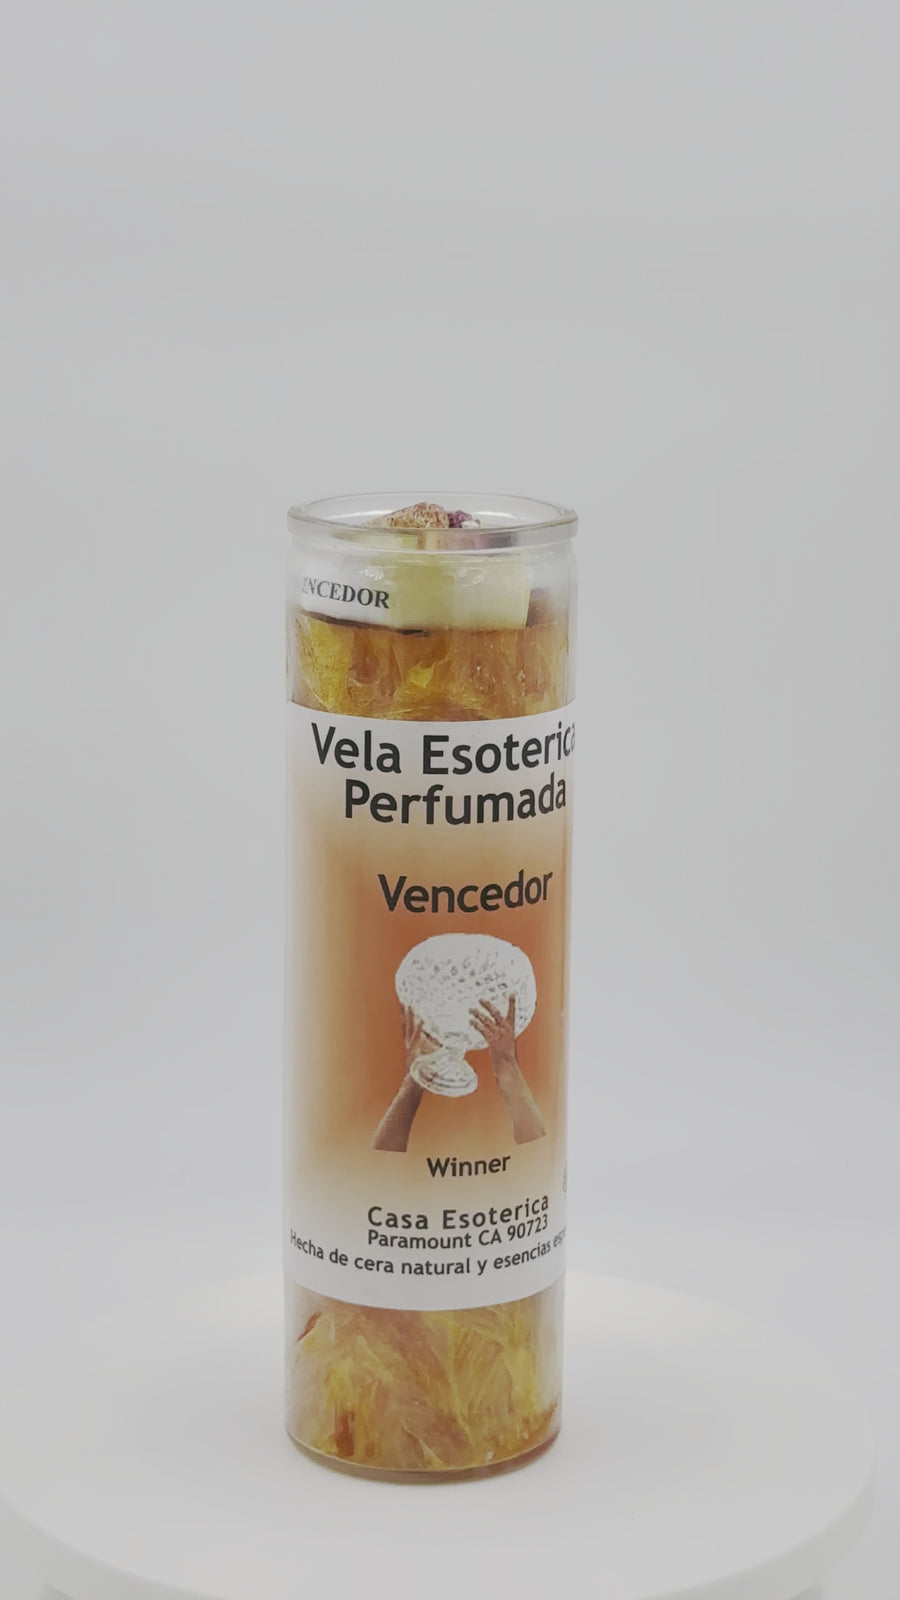 ENCEDOR
Vela Esoterica
Perfumada
Vencedor
Winner
Casa Esoterica
Paramount CA 90723
Hecha de cera natural y esencias